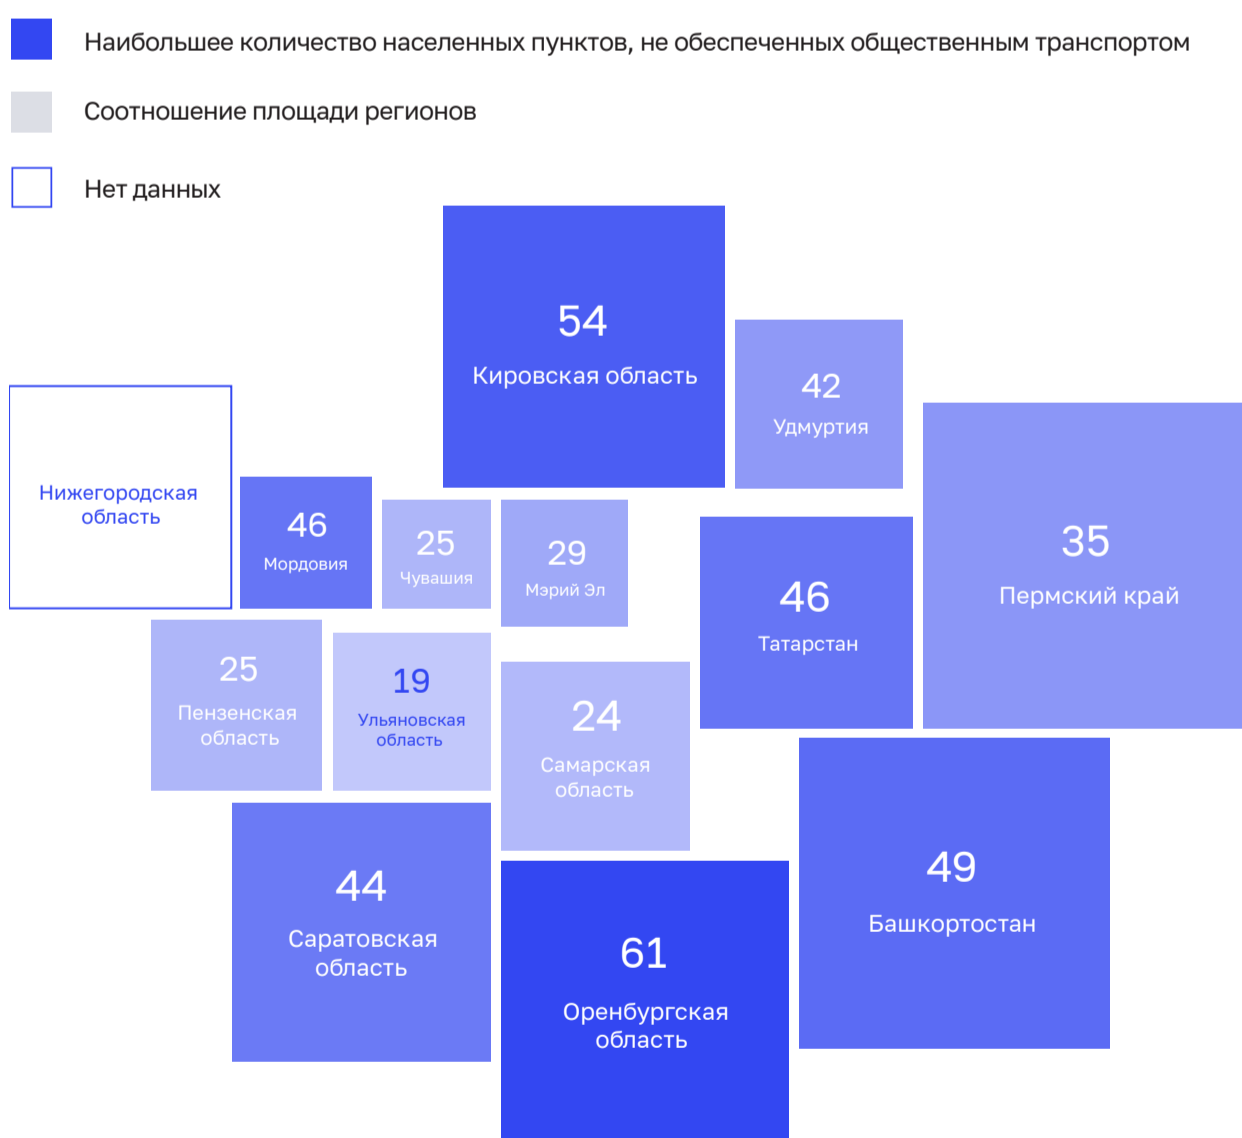 Наибольшее количество населенных пунктов, не обеспеченных общественным транспортом
Соотношение площади регионов
Нет данных
54
Кировская область
42
Удмуртия
Нижегородская
область
46
Мордовия
25
Чувашия
29
Мэрий Эл
46
Татарстан
35
Пермский край
25
Пензенская
область
19
Ульяновская
область
24
Самарская
область
44
Саратовская
область
61
Оренбургская
область
49
Башкортостан